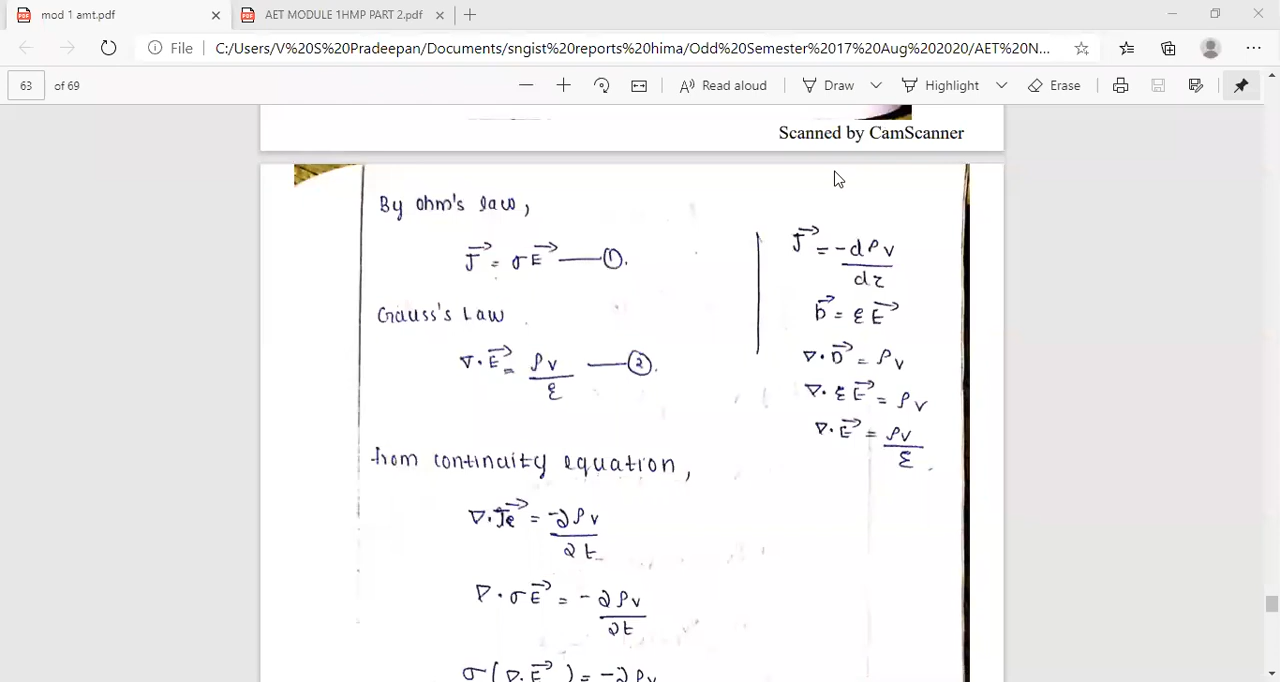 mod 1 amt.pdf
AET MODULE 1HMP PART 2.pdf
File
C:/Users/V%20S%20Pradeepan/Documents/sngist%20reports%20hima/Odd%20Semester%2017%20Aug%202020/AET%20N...
63 of 69
Read aloud
Draw
Highlight
Erase
Scanned by CamScanner
By ohm's law,
J⃗ = σE⃗ —— ①.
Gauss's Law
∇·E⃗ = ρv/ε —— ②.
from continuity equation,
∇·J⃗e = -∂ρv/∂t
∇·σE⃗ = -∂ρv/∂t
σ(∇·E⃗) = -∂ρv
J⃗ = -dρv/dz
D⃗ = εE⃗
∇·D⃗ = ρv
∇·εE⃗ = ρv
∇·E⃗ = ρv/ε.